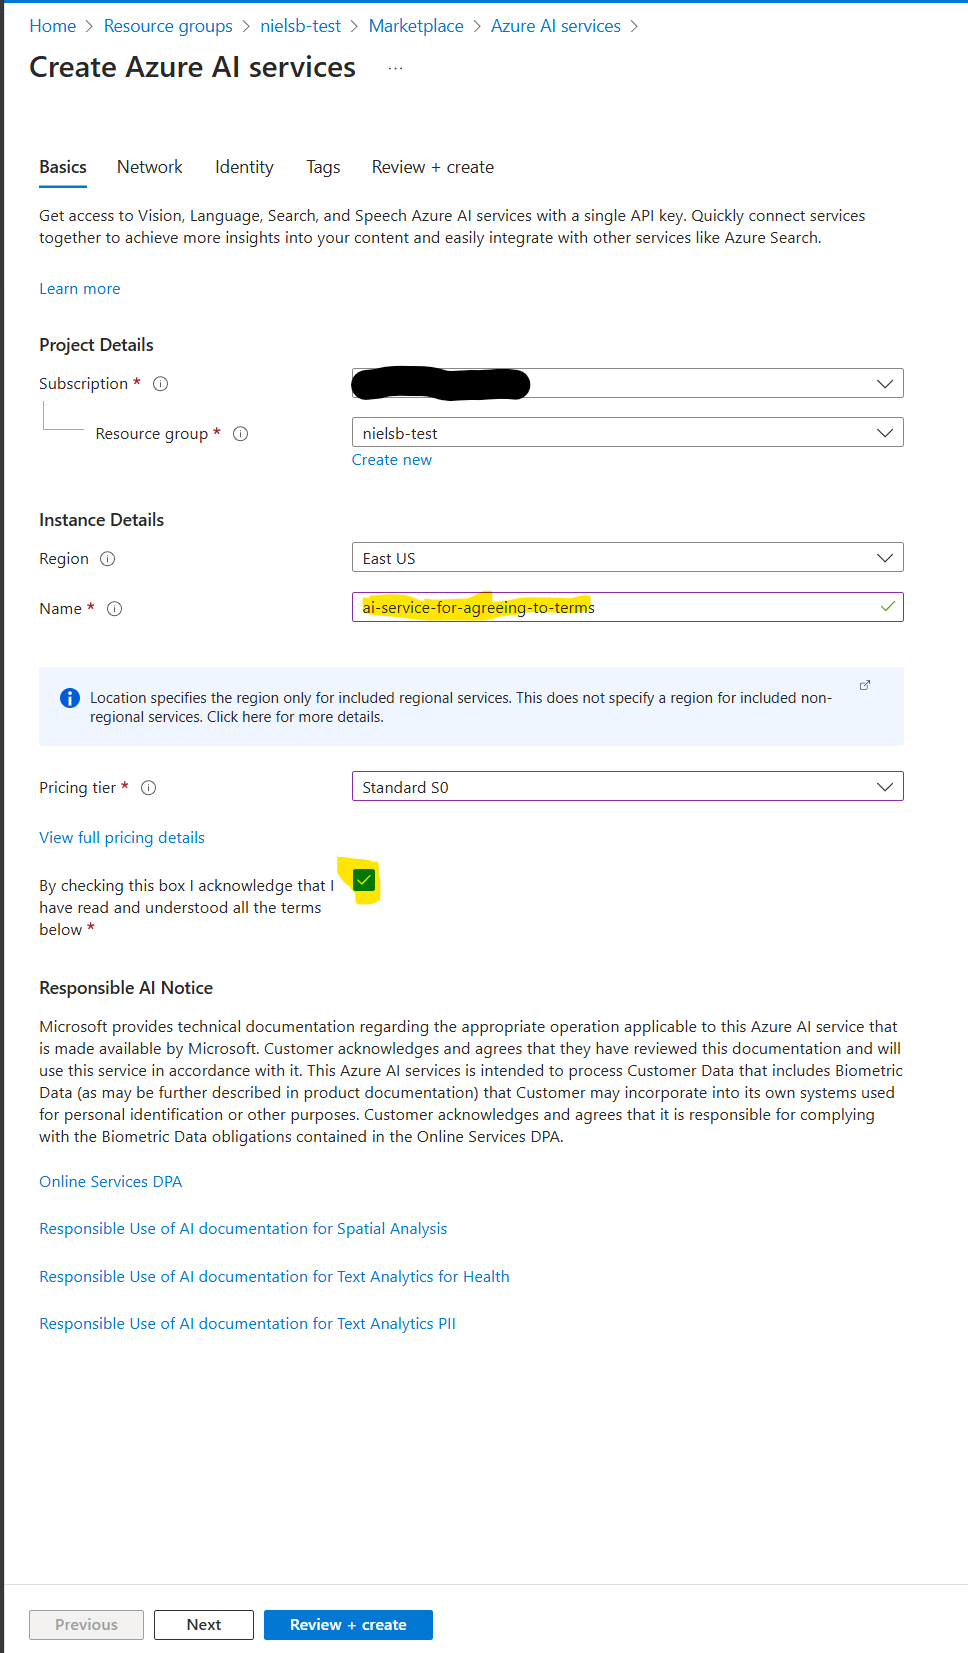 Home > Resource groups > nielsb-test > Marketplace > Azure AI services >
Create Azure AI services ...
Basics Network Identity Tags Review + create
Get access to Vision, Language, Search, and Speech Azure AI services with a single API key. Quickly connect services
together to achieve more insights into your content and easily integrate with other services like Azure Search.
Learn more
Project Details
Subscription *
Resource group * nielsb-test
Create new
Instance Details
Region East US
Name * ai-service-for-agreeing-to-terms
Location specifies the region only for included regional services. This does not specify a region for included non-
regional services. Click here for more details.
Pricing tier * Standard S0
View full pricing details
By checking this box I acknowledge that I
have read and understood all the terms
below *
Responsible AI Notice
Microsoft provides technical documentation regarding the appropriate operation applicable to this Azure AI service that
is made available by Microsoft. Customer acknowledges and agrees that they have reviewed this documentation and will
use this service in accordance with it. This Azure AI services is intended to process Customer Data that includes Biometric
Data (as may be further described in product documentation) that Customer may incorporate into its own systems used
for personal identification or other purposes. Customer acknowledges and agrees that it is responsible for complying
with the Biometric Data obligations contained in the Online Services DPA.
Online Services DPA
Responsible Use of AI documentation for Spatial Analysis
Responsible Use of AI documentation for Text Analytics for Health
Responsible Use of AI documentation for Text Analytics PII
Previous Next Review + create